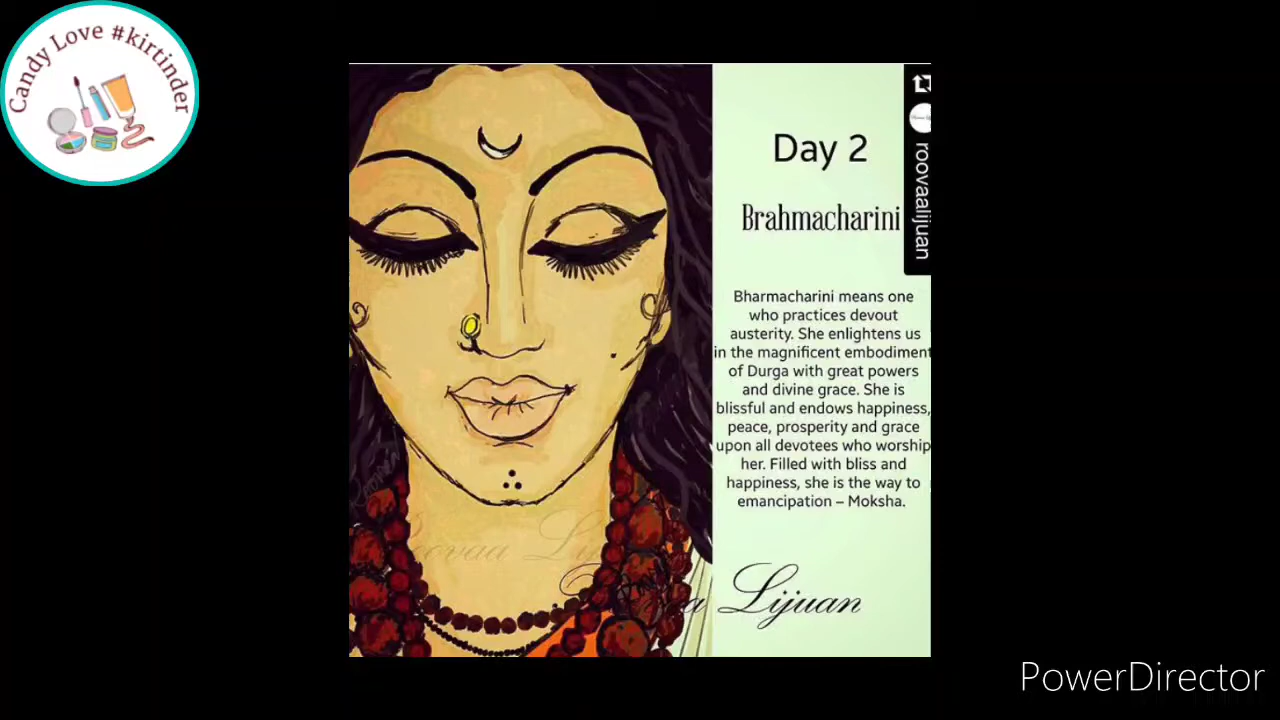 Candy Love #kirtinder
Day 2
Brahmacharini
roovaalijuan
Bharmacharini means one
who practices devout
austerity. She enlightens us
in the magnificent embodiment
of Durga with great powers
and divine grace. She is
blissful and endows happiness,
peace, prosperity and grace
upon all devotees who worship
her. Filled with bliss and
happiness, she is the way to
emancipation – Moksha.
Lijuan
PowerDirector